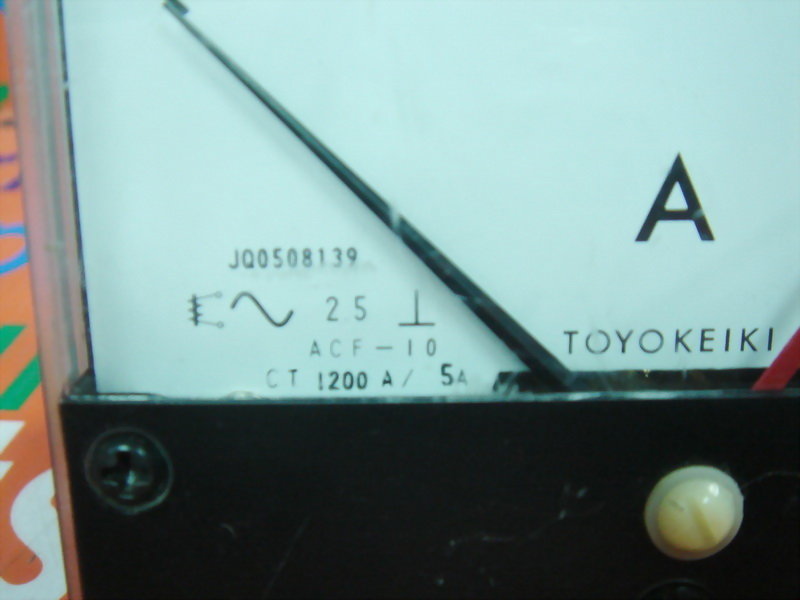 A
JQ0508139
2.5
TOYOKEIKI
ACF-10
CT 1200 A/ 5A